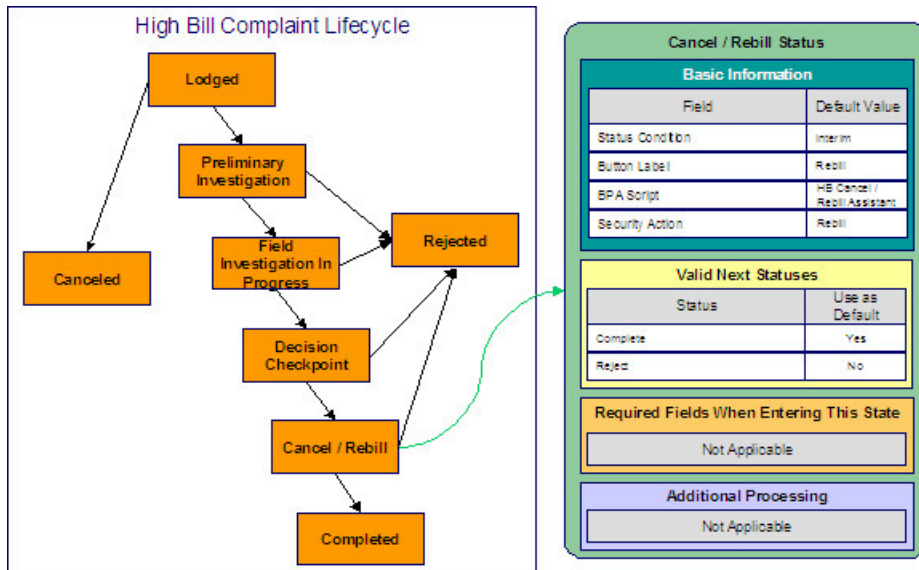 High Bill Complaint Lifecycle
Lodged
Preliminary
Investigation
Field
Investigation In
Progress
Rejected
Canceled
Decision
Checkpoint
Cancel / Rebill
Completed
Cancel / Rebill Status
Basic Information
Field Default Value
Status Condition Interim
Button Label Rebill
BPA Script HB Cancel /
Rebill Assistant
Security Action Rebill
Valid Next Statuses
Status Use as
Default
Complete Yes
Reject No
Required Fields When Entering This State
Not Applicable
Additional Processing
Not Applicable